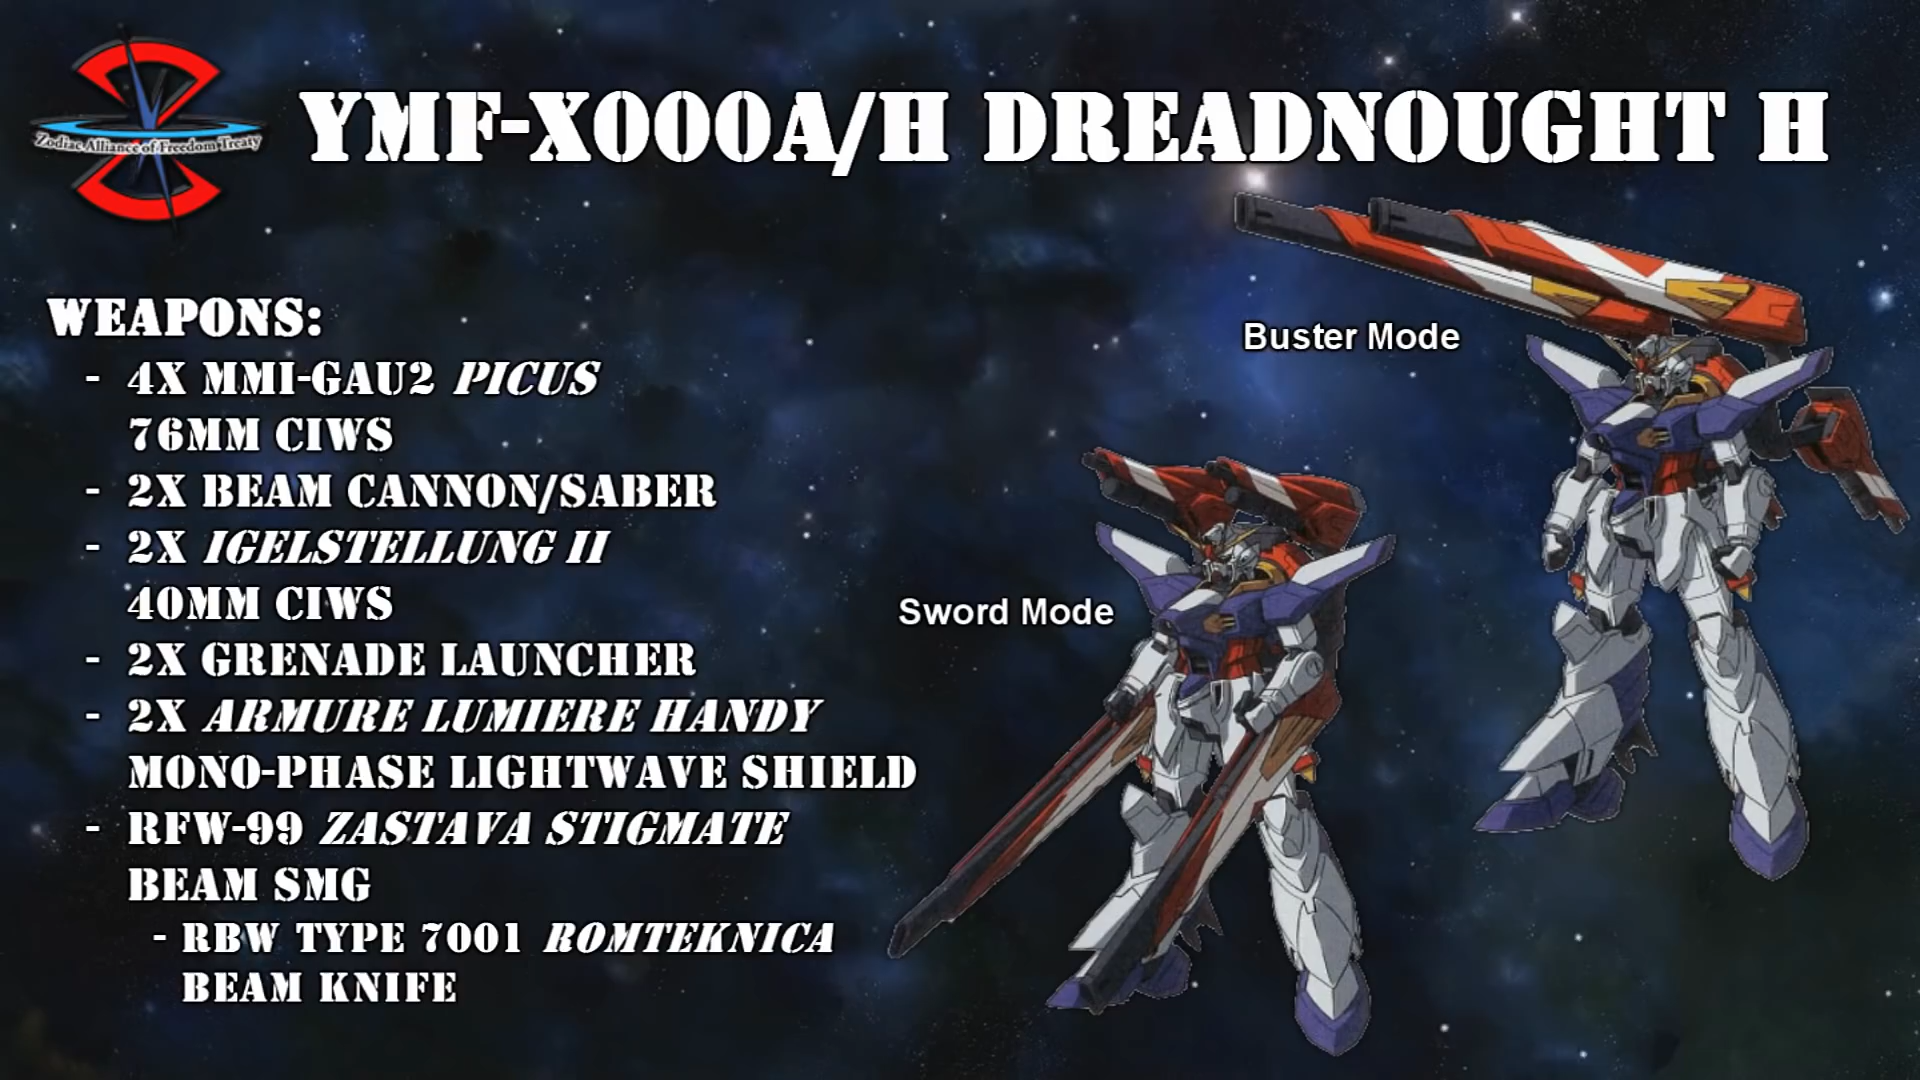 Zodiac Alliance of Freedom Treaty
YMF-X000A/H DREADNOUGHT H
WEAPONS:
- 4X MMI-GAU2 PICUS
76MM CIWS
- 2X BEAM CANNON/SABER
- 2X IGELSTELLUNG II
40MM CIWS
- 2X GRENADE LAUNCHER
- 2X ARMURE LUMIERE HANDY
MONO-PHASE LIGHTWAVE SHIELD
- RFW-99 ZASTAVA STIGMATE
BEAM SMG
- RBW TYPE 7001 ROMTEKNICA
BEAM KNIFE
Buster Mode
Sword Mode